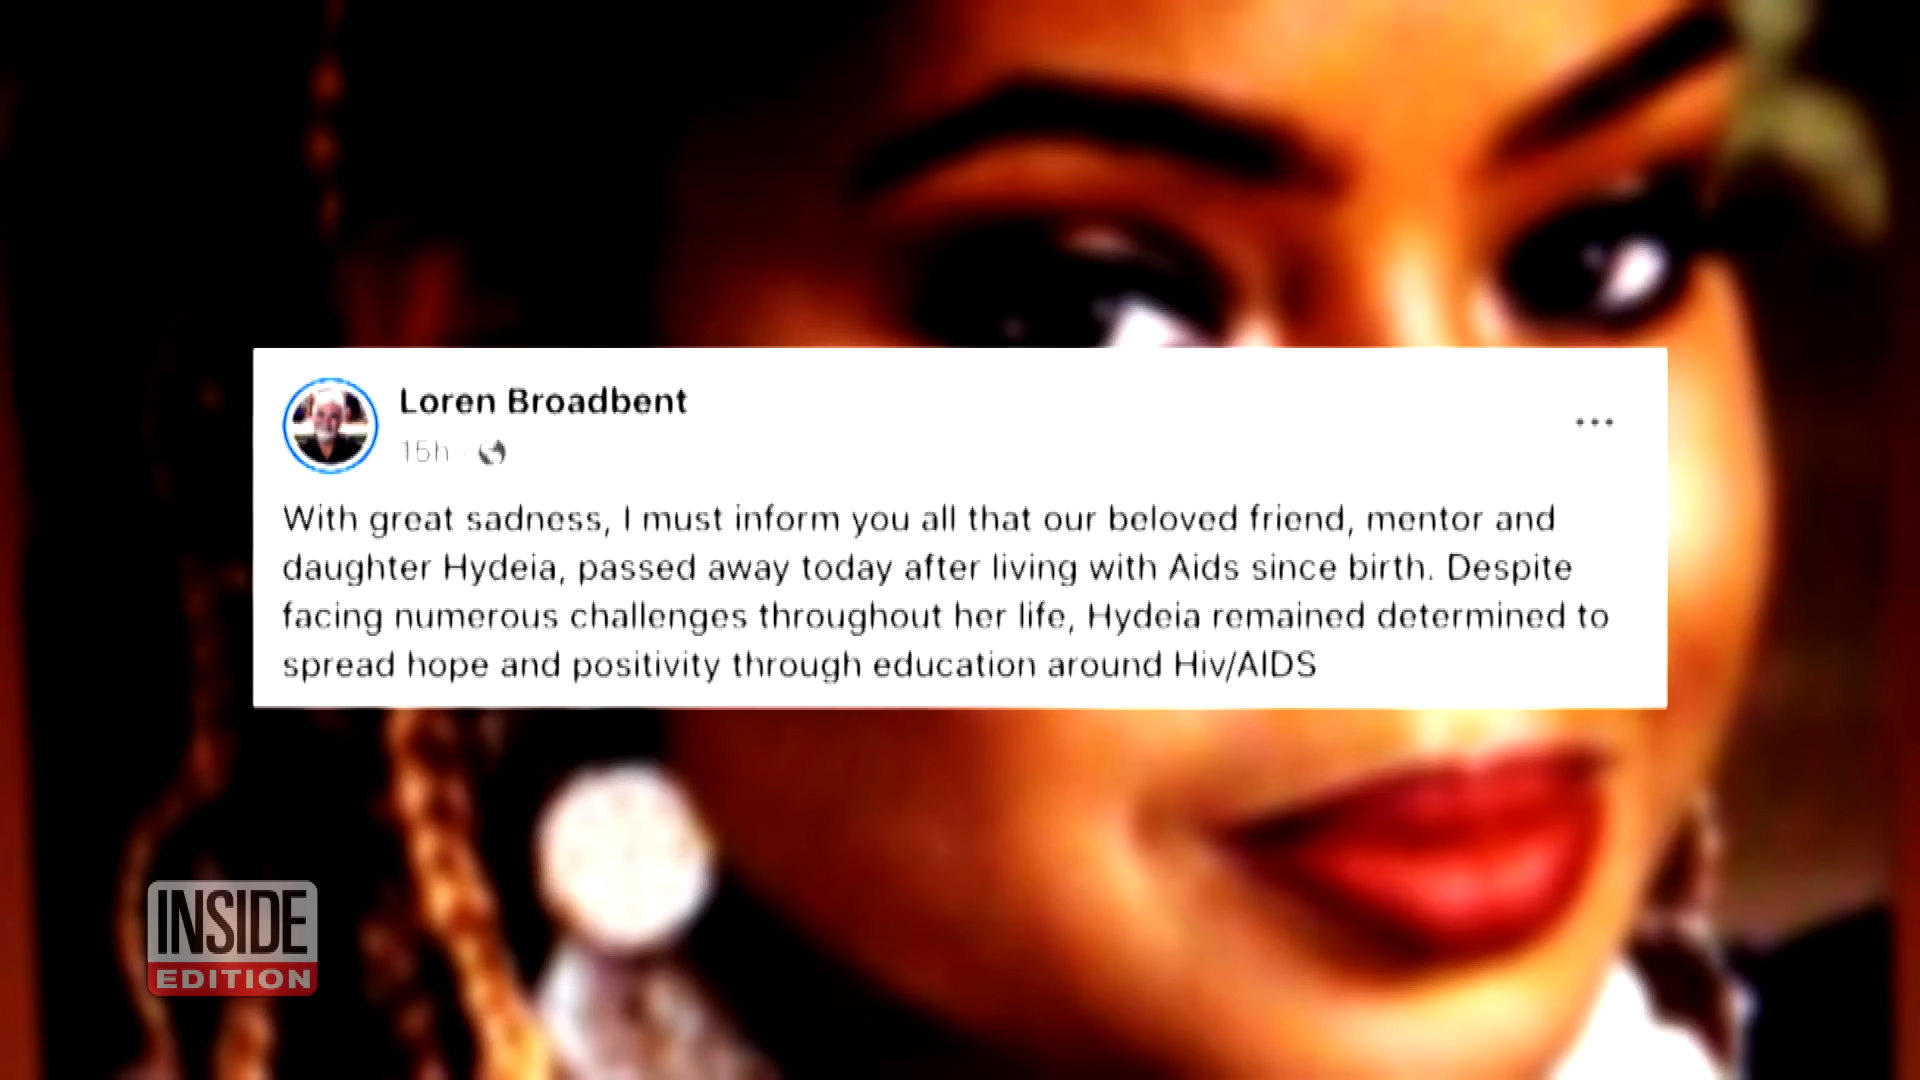 Loren Broadbent
15h ·
With great sadness, I must inform you all that our beloved friend, mentor and
daughter Hydeia, passed away today after living with Aids since birth. Despite
facing numerous challenges throughout her life, Hydeia remained determined to
spread hope and positivity through education around Hiv/AIDS
INSIDE
EDITION